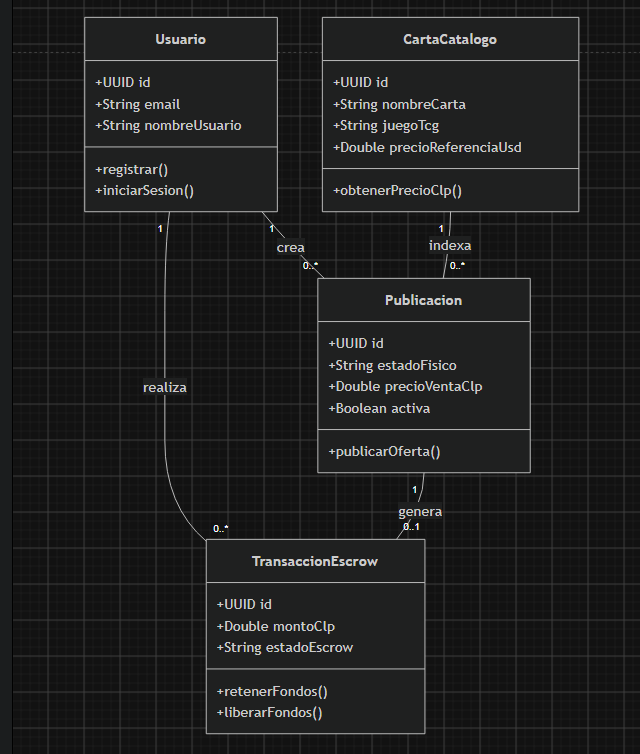 Usuario
+UUID id
+String email
+String nombreUsuario
+registrar()
+iniciarSesion()
CartaCatalogo
+UUID id
+String nombreCarta
+String juegoTcg
+Double precioReferenciaUsd
+obtenerPrecioClp()
1
1
1
crea
indexa
0..*
0..*
Publicacion
+UUID id
+String estadoFisico
+Double precioVentaClp
+Boolean activa
+publicarOferta()
realiza
1
genera
0..*
0..1
TransaccionEscrow
+UUID id
+Double montoClp
+String estadoEscrow
+retenerFondos()
+liberarFondos()